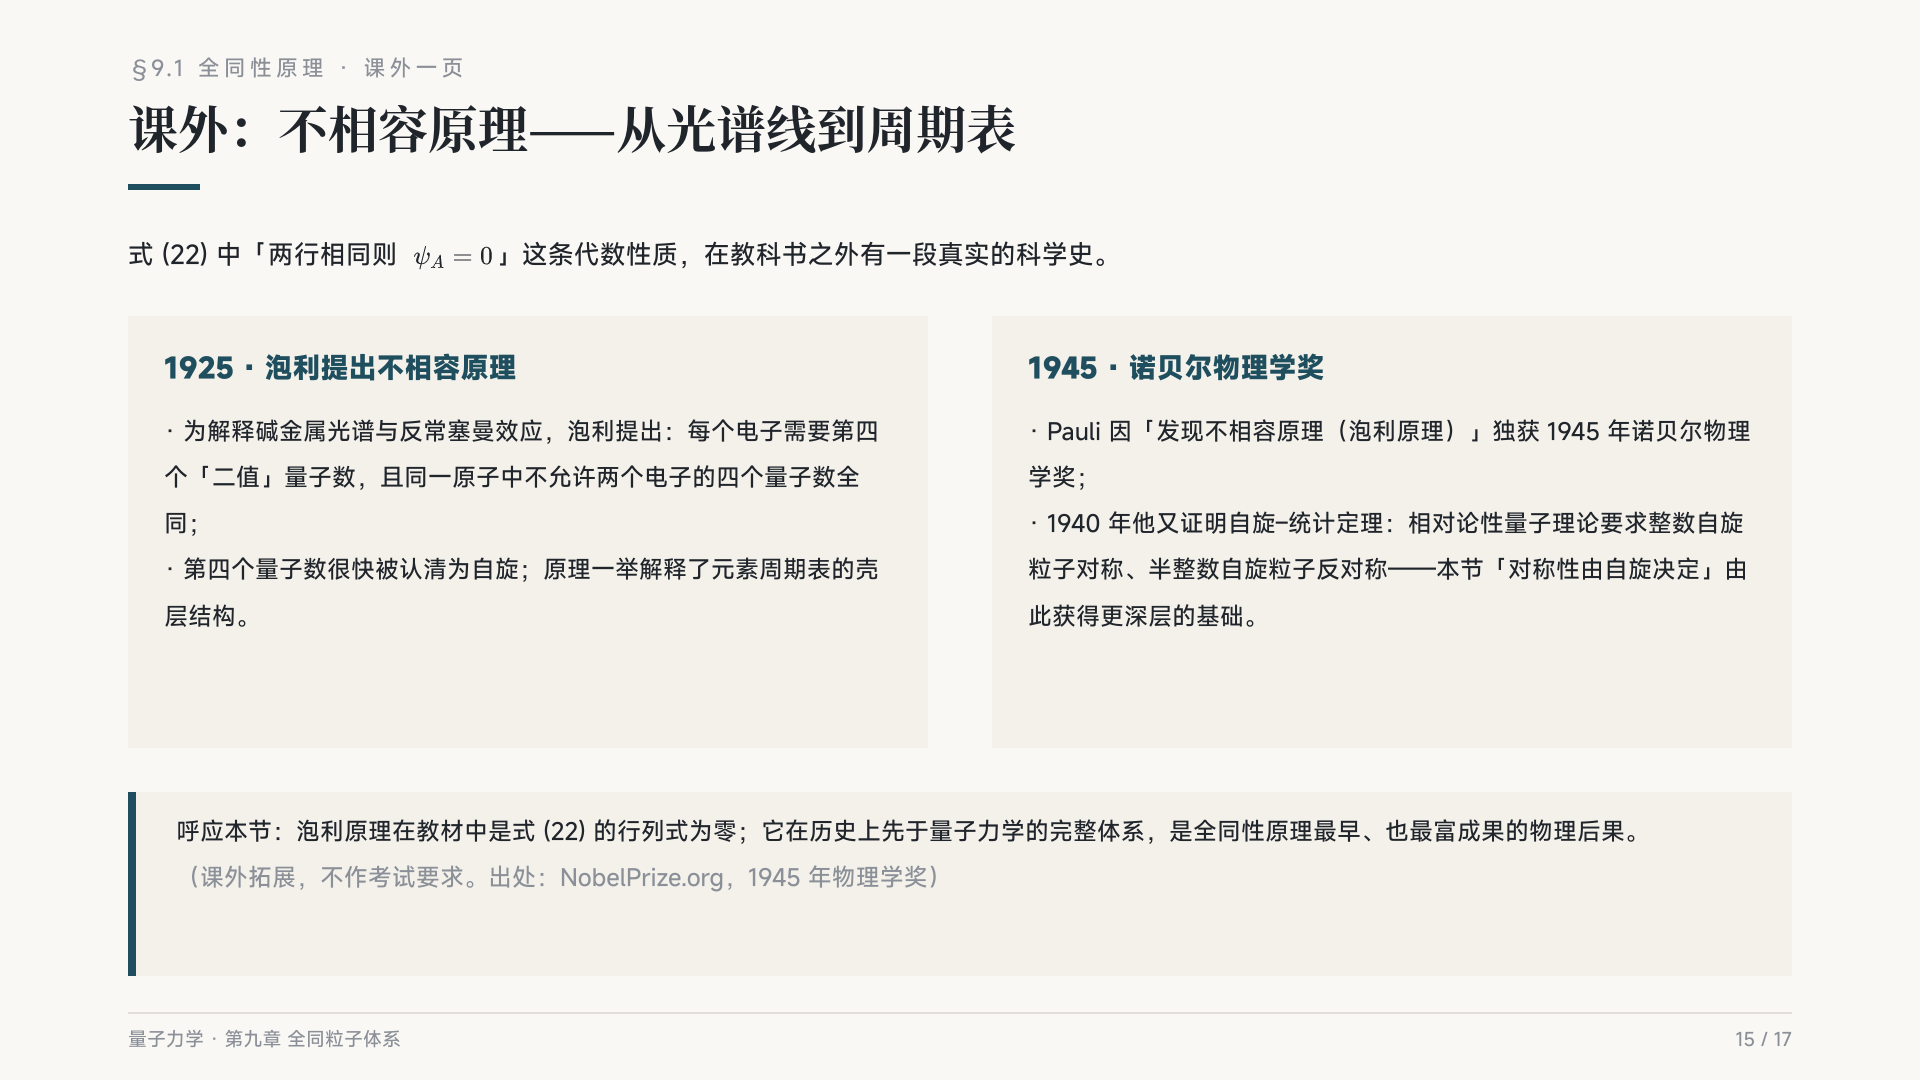 §9.1 全同性原理 · 课外一页
课外：不相容原理——从光谱线到周期表
式 (22) 中「两行相同则 ψ_A = 0」这条代数性质，在教科书之外有一段真实的科学史。
1925 · 泡利提出不相容原理
· 为解释碱金属光谱与反常塞曼效应，泡利提出：每个电子需要第四
个「二值」量子数，且同一原子中不允许两个电子的四个量子数全
同；
· 第四个量子数很快被认清为自旋；原理一举解释了元素周期表的壳
层结构。
1945 · 诺贝尔物理学奖
· Pauli 因「发现不相容原理（泡利原理）」独获 1945 年诺贝尔物理
学奖；
· 1940 年他又证明自旋–统计定理：相对论性量子理论要求整数自旋
粒子对称、半整数自旋粒子反对称——本节「对称性由自旋决定」由
此获得更深层的基础。
呼应本节：泡利原理在教材中是式 (22) 的行列式为零；它在历史上先于量子力学的完整体系，是全同性原理最早、也最富成果的物理后果。
（课外拓展，不作考试要求。出处：NobelPrize.org，1945 年物理学奖）
量子力学 · 第九章 全同粒子体系
15 / 17